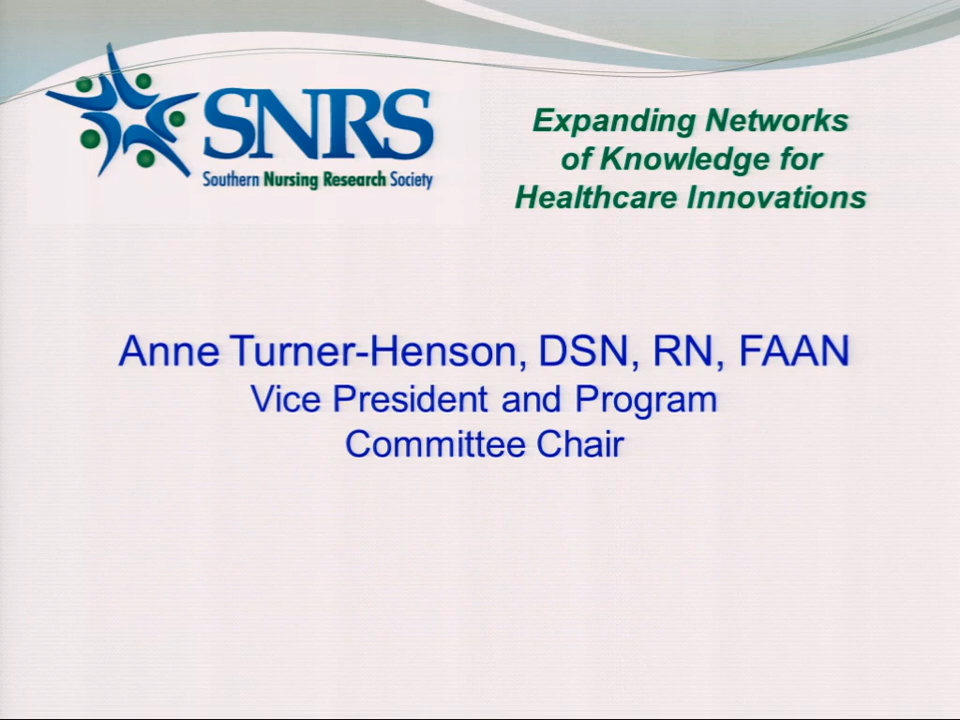 SNRS
Southern Nursing Research Society
Expanding Networks
of Knowledge for
Healthcare Innovations
Anne Turner-Henson, DSN, RN, FAAN
Vice President and Program
Committee Chair